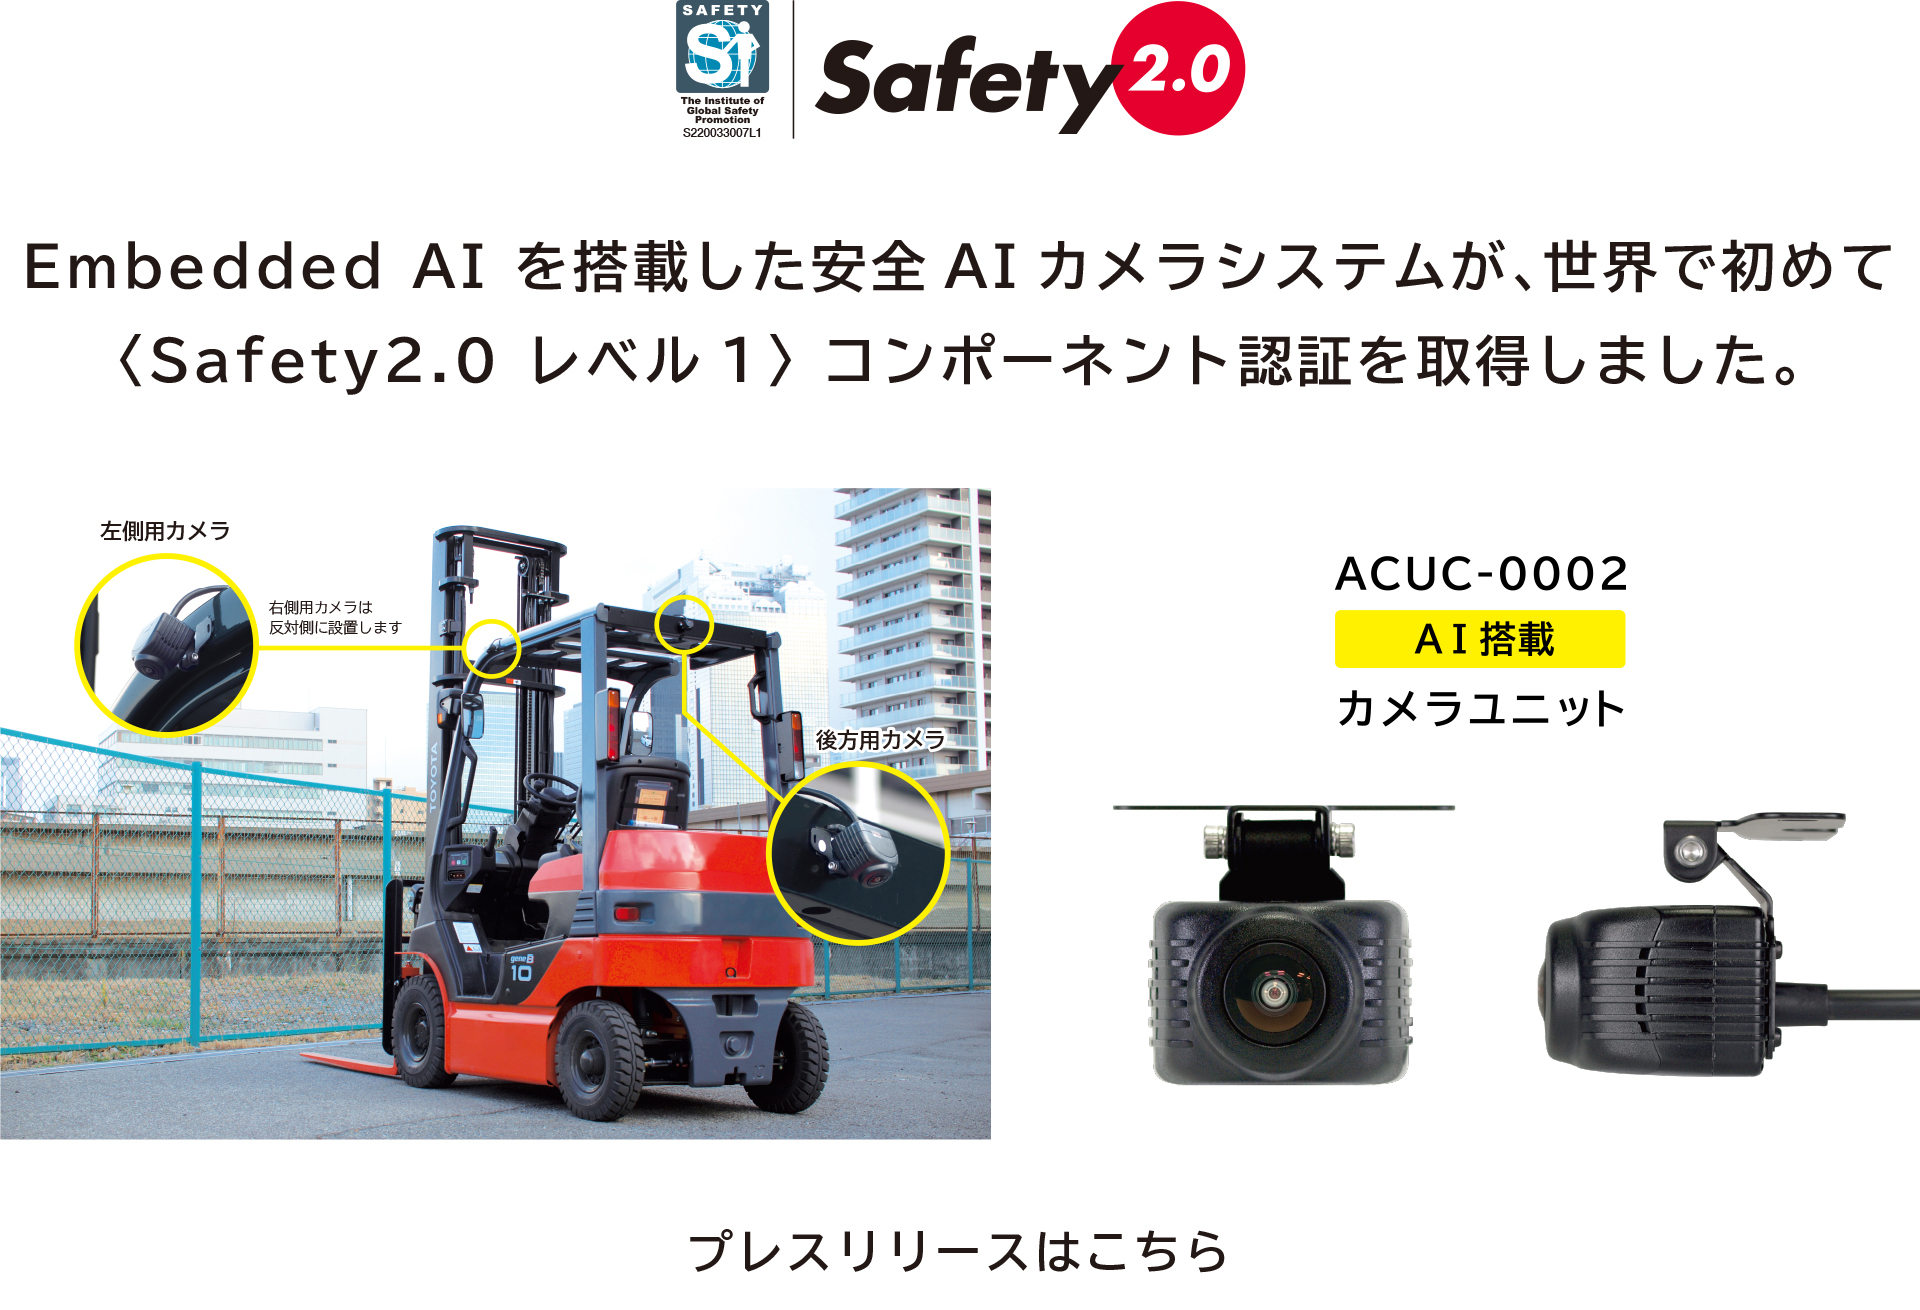 SAFETY
Si
The Institute of
Global Safety
Promotion
S220033007L1
Safety2.0
Embedded AI を搭載した安全AIカメラシステムが、世界で初めて
〈Safety2.0 レベル1〉コンポーネント認証を取得しました。
左側用カメラ
右側用カメラは
反対側に設置します
後方用カメラ
TOYOTA
geneB
10
ACUC-0002
AI搭載
カメラユニット
プレスリリースはこちら